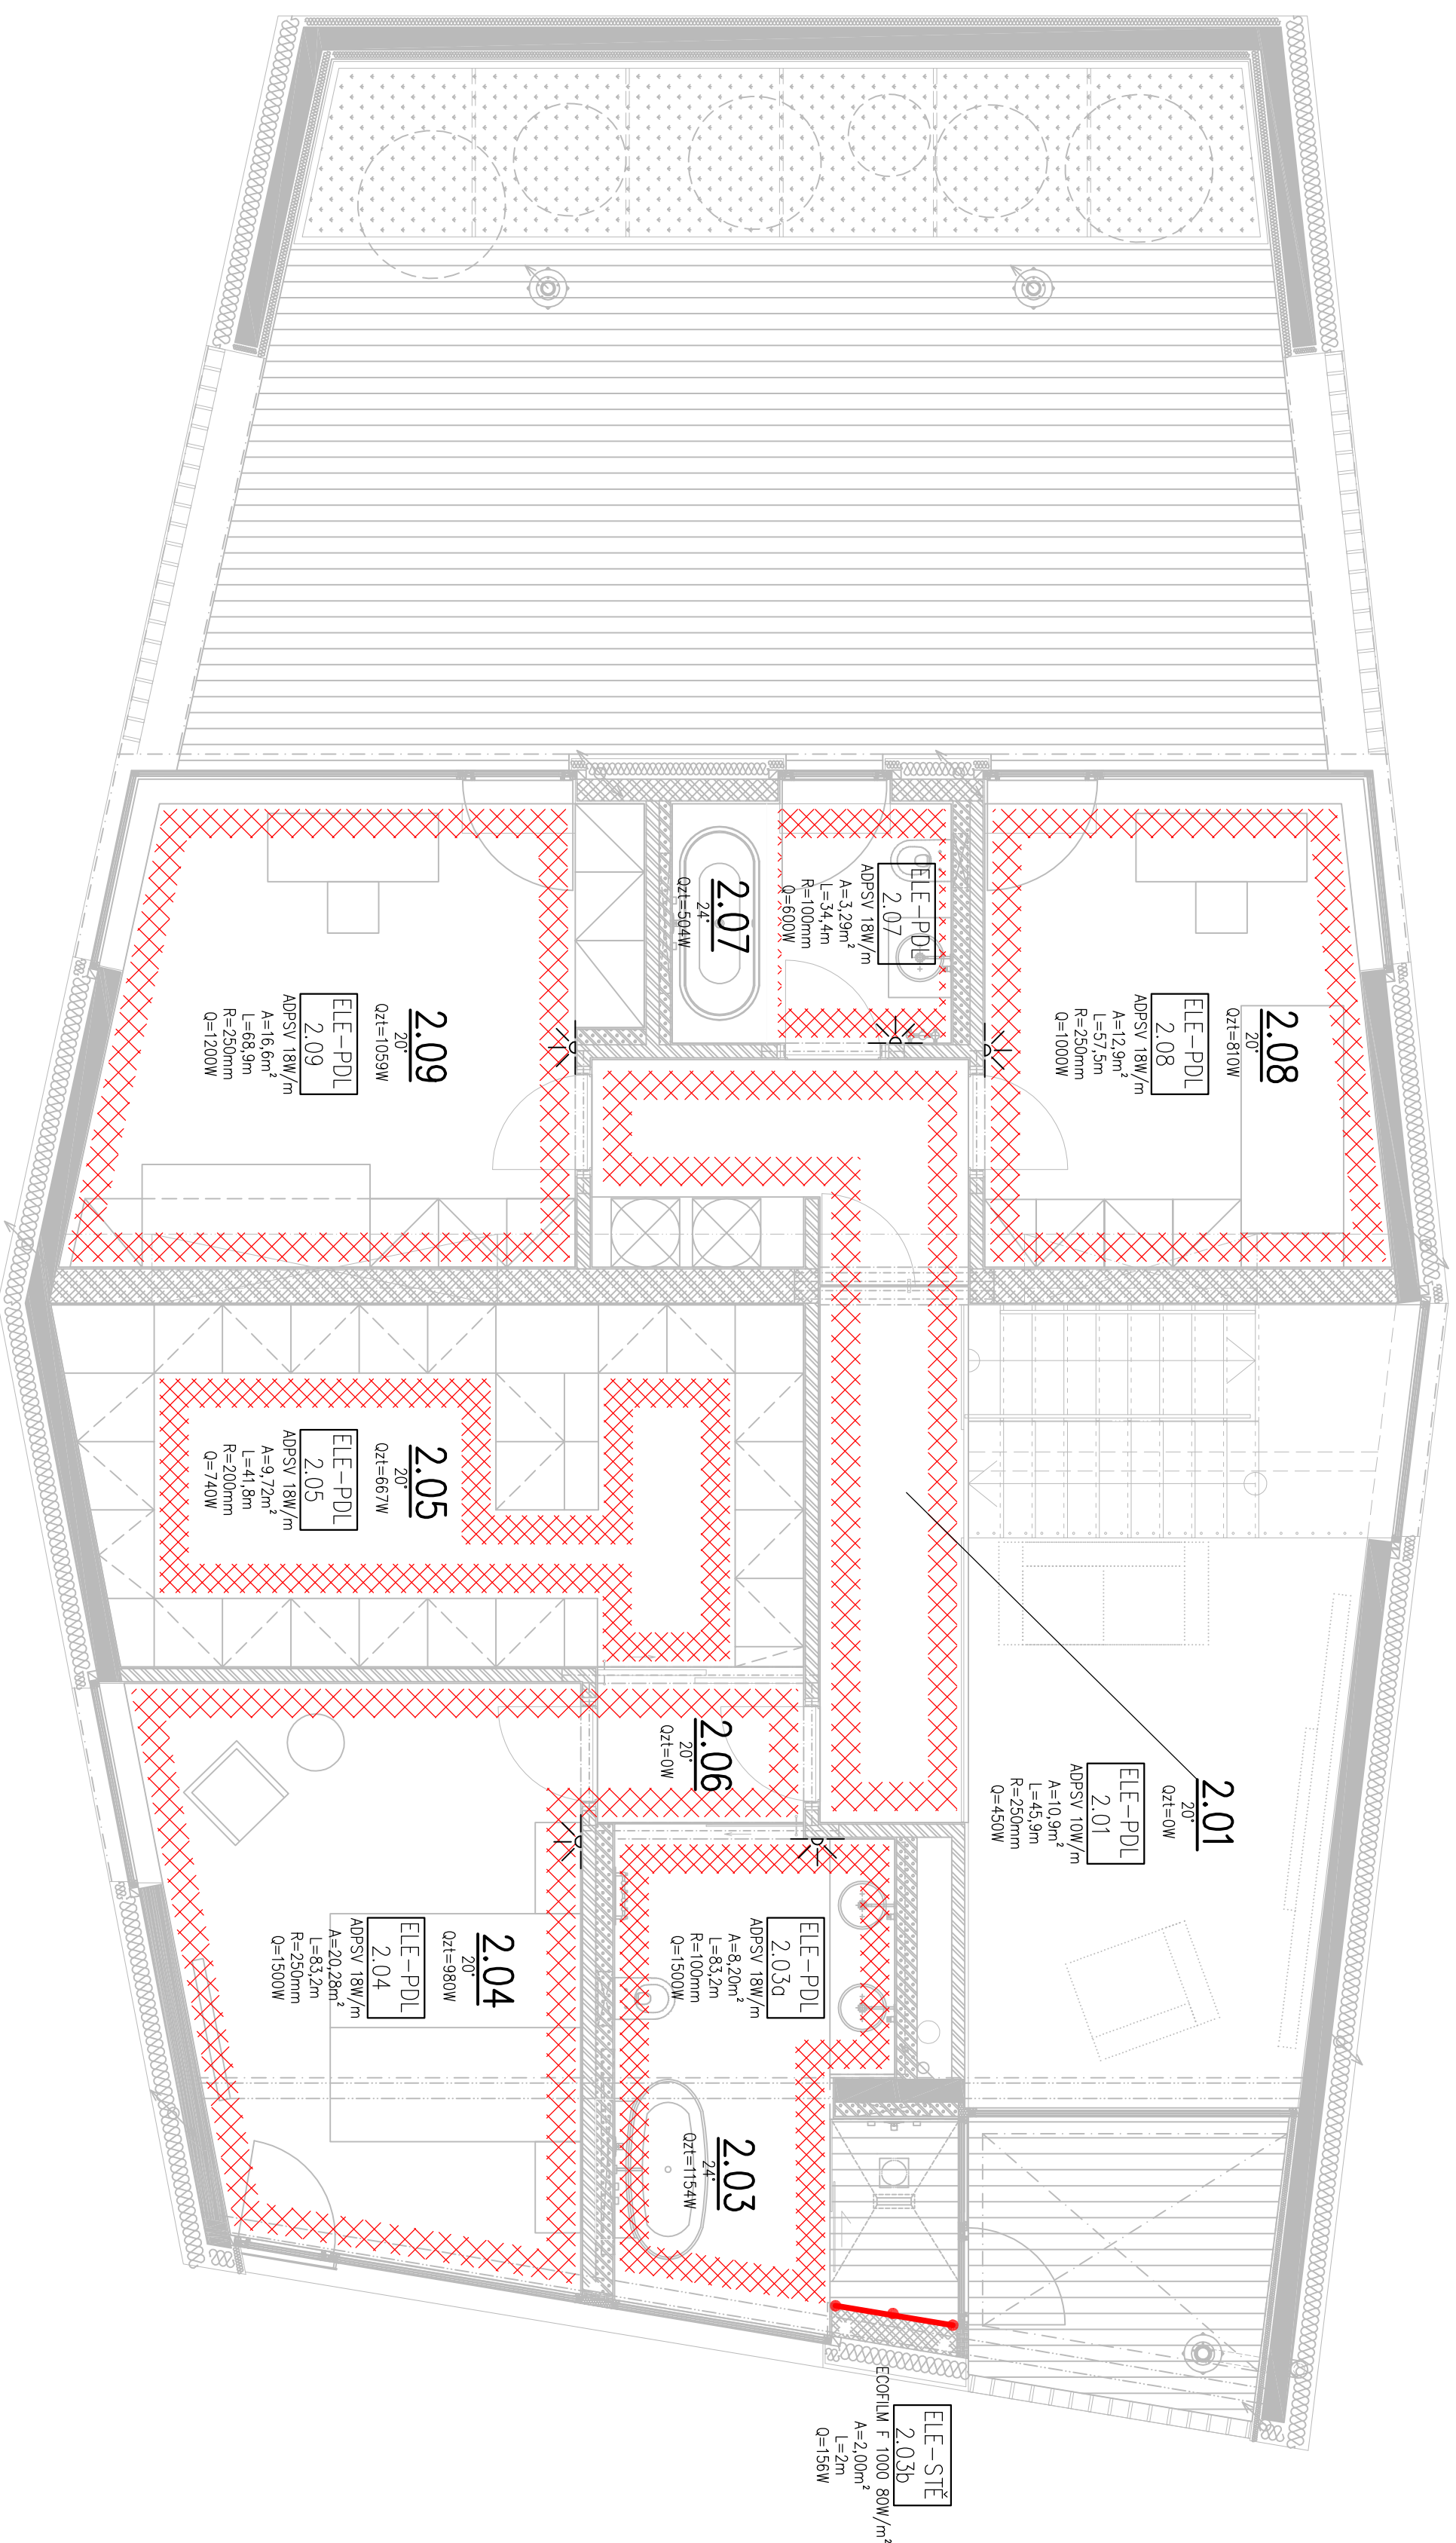 2.08
20°
Qzt=810W
ELE-PDL
2.08
ADPSV 18W/m
A=12,9m²
L=57,5m
R=250mm
Q=1000W
ELE-PDL
2.07
ADPSV 18W/m
A=3,29m²
L=34,4m
R=100mm
Q=600W
2.07
24°
Qzt=504W
2.09
20°
Qzt=1059W
ELE-PDL
2.09
ADPSV 18W/m
A=16,6m²
L=68,9m
R=250mm
Q=1200W
2.05
20°
Qzt=667W
ELE-PDL
2.05
ADPSV 18W/m
A=9,72m²
L=41,8m
R=200mm
Q=740W
2.01
20°
Qzt=0W
ELE-PDL
2.01
ADPSV 10W/m
A=10,9m²
L=45,9m
R=250mm
Q=450W
2.06
20°
Qzt=0W
ELE-PDL
2.03a
ADPSV 18W/m
A=8,20m²
L=83,2m
R=100mm
Q=1500W
2.04
20°
Qzt=980W
ELE-PDL
2.04
ADPSV 18W/m
A=20,28m²
L=83,2m
R=250mm
Q=1500W
2.03
24°
Qzt=1154W
ELE-STĚ
2.03b
ECOFILM F 1000 80W/m²
A=2,00m²
L=2m
Q=156W